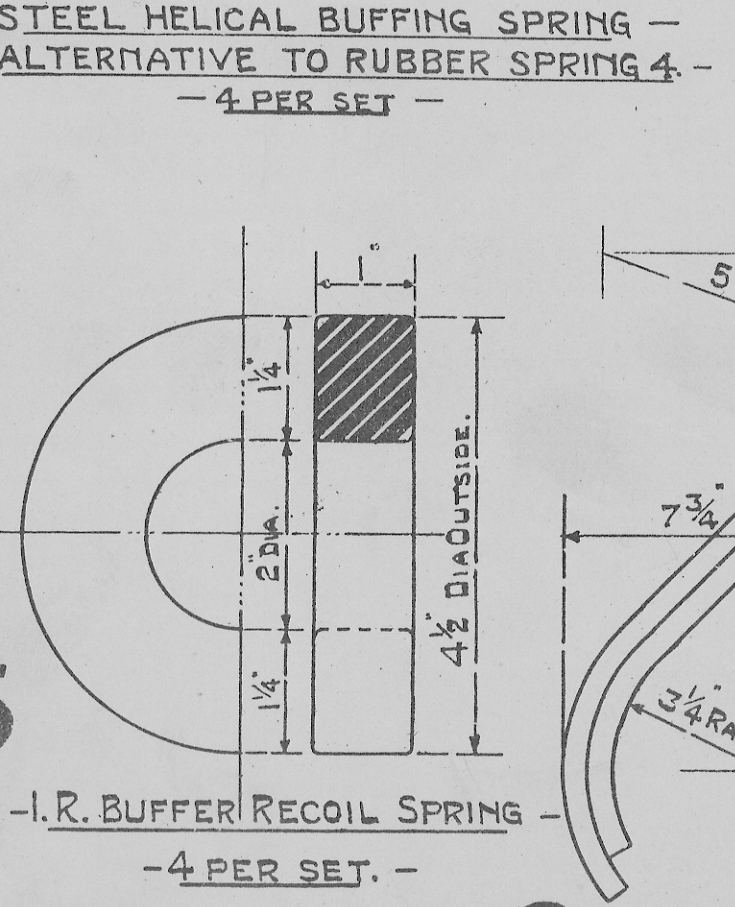 STEEL HELICAL BUFFING SPRING —
ALTERNATIVE TO RUBBER SPRING 4. -
— 4 PER SET —
1"
5
1¼"
2" DIA.
1¼"
4½" DIA OUTSIDE.
7¾"
3¼" RA
-I.R. BUFFER RECOIL SPRING -
-4 PER SET. -